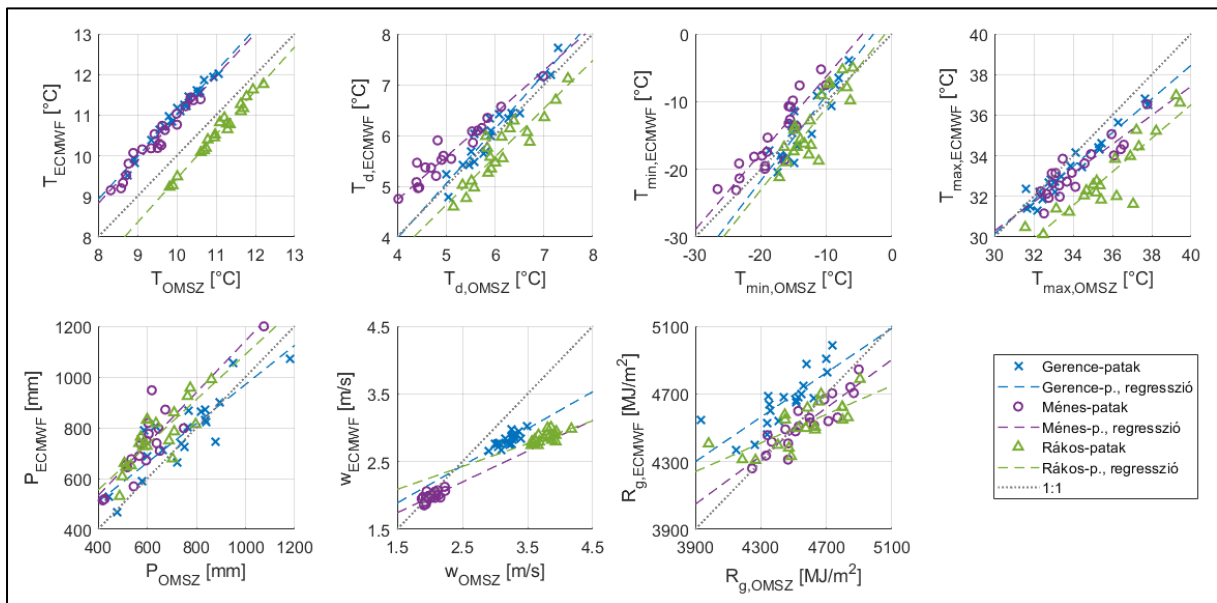 13
12
11
10
9
8
T_ECMWF [°C]
8 9 10 11 12 13
T_OMSZ [°C]
8
7
6
5
4
T_d,ECMWF [°C]
4 5 6 7 8
T_d,OMSZ [°C]
0
-10
-20
-30
T_min,ECMWF [°C]
-30 -20 -10 0
T_min,OMSZ [°C]
40
38
36
34
32
30
T_max,ECMWF [°C]
30 32 34 36 38 40
T_max,OMSZ [°C]
1200
1000
800
600
400
P_ECMWF [mm]
400 600 800 1000 1200
P_OMSZ [mm]
4.5
3.5
2.5
1.5
w_ECMWF [m/s]
1.5 2.5 3.5 4.5
w_OMSZ [m/s]
5100
4700
4300
3900
R_g,ECMWF [MJ/m²]
3900 4300 4700 5100
R_g,OMSZ [MJ/m²]
Gerence-patak
Gerence-p., regresszió
Ménes-patak
Ménes-p., regresszió
Rákos-patak
Rákos-p., regresszió
1:1